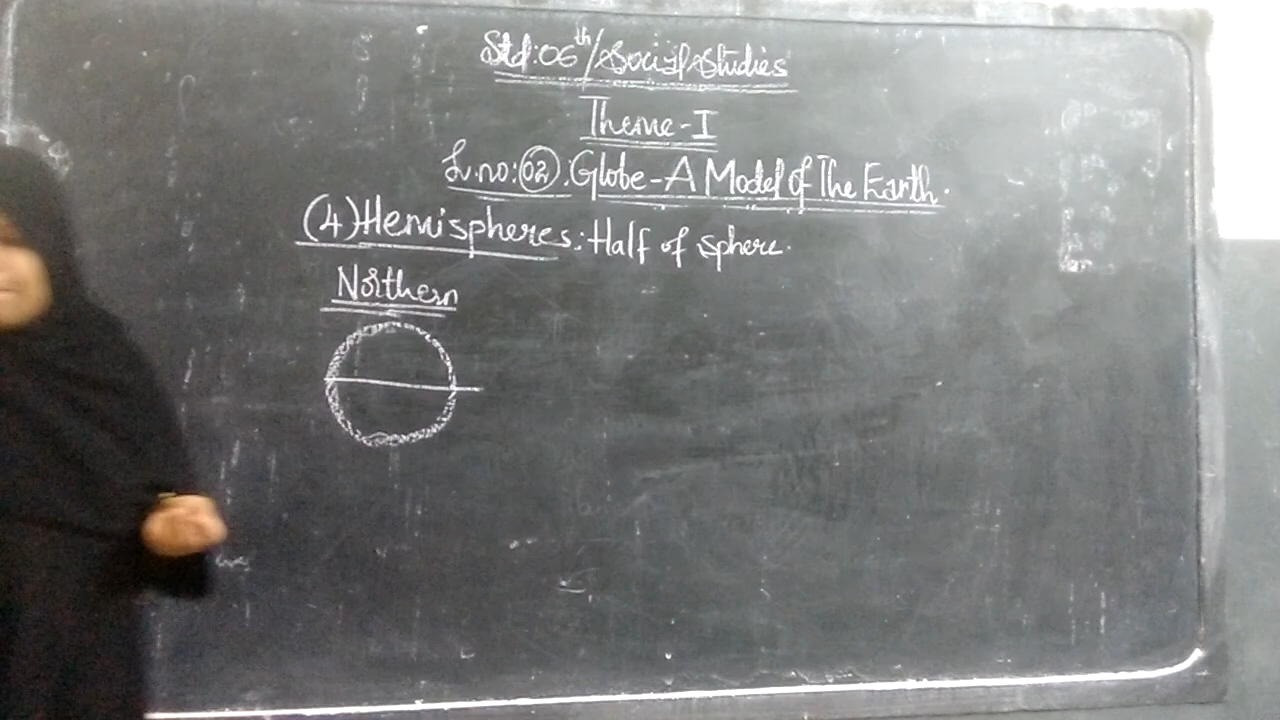 Std:06th/Social Studies
Theme-I
L.no:02.Globe-A Model of The Earth.
(4)Hemispheres:Half of sphere.
Northern